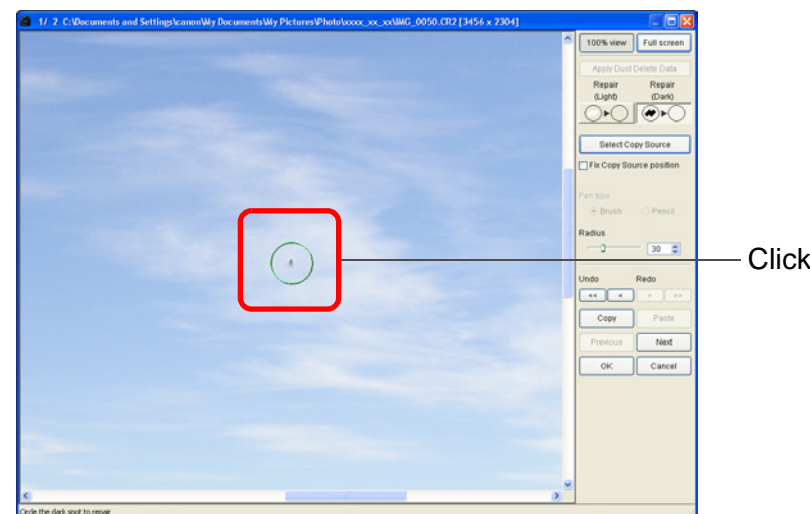 1/ 2 C:\Documents and Settings\canon\My Documents\My Pictures\Photo\xxxx_xx_xx\IMG_0050.CR2 [3456 x 2304]
100% view Full screen
Apply Dust Delete Data
Repair (Light) Repair (Dark)
Select Copy Source
Fix Copy Source position
Pen type
Brush Pencil
Radius
30
Click
Undo Redo
<< < > >>
Copy Paste
Previous Next
OK Cancel
Circle the dark spot to repair